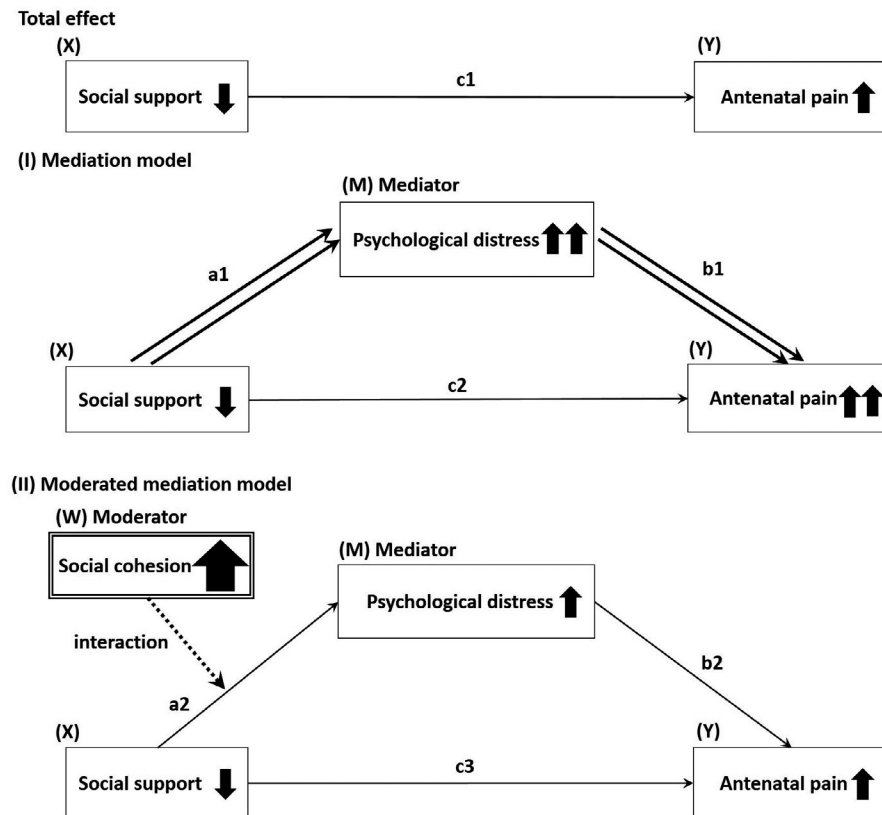 Total effect
(X)
(Y)
Social support
c1
Antenatal pain
(I) Mediation model
(M) Mediator
Psychological distress
a1
b1
(X)
(Y)
Social support
c2
Antenatal pain
(II) Moderated mediation model
(W) Moderator
(M) Mediator
Social cohesion
Psychological distress
interaction
a2
b2
(X)
(Y)
Social support
c3
Antenatal pain